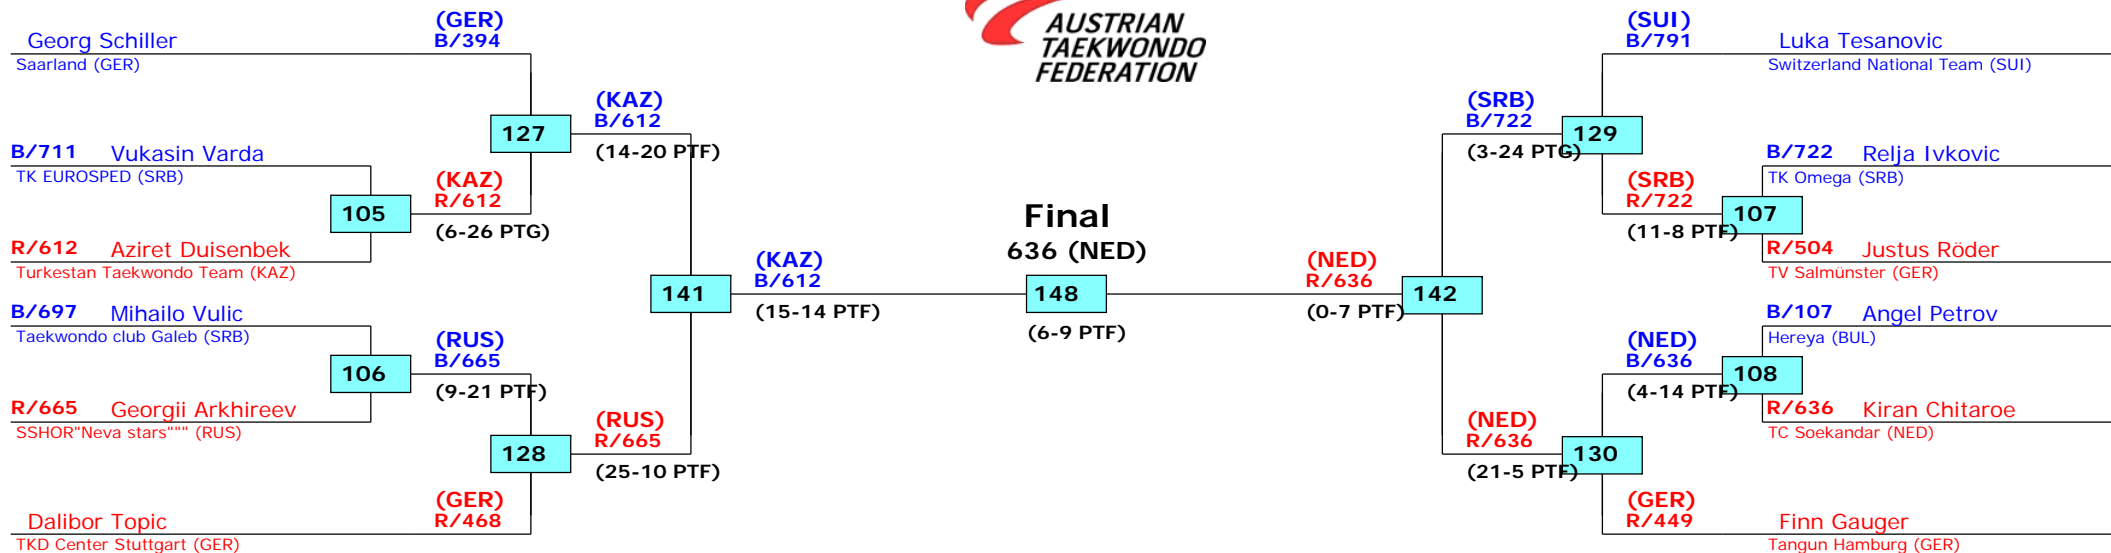 AUSTRIAN
TAEKWONDO
FEDERATION
(GER)
B/394
Georg Schiller
Saarland (GER)
B/711 Vukasin Varda
TK EUROSPED (SRB)
105
R/612 Aziret Duisenbek
Turkestan Taekwondo Team (KAZ)
B/697 Mihailo Vulic
Taekwondo club Galeb (SRB)
106
R/665 Georgii Arkhireev
SSHOR"Neva stars""" (RUS)
Dalibor Topic
TKD Center Stuttgart (GER)
127
(KAZ)
R/612
(6-26 PTG)
(RUS)
B/665
(9-21 PTF)
128
(GER)
R/468
(KAZ)
B/612
(14-20 PTF)
141
(RUS)
R/665
(25-10 PTF)
(KAZ)
B/612
(15-14 PTF)
Final
636 (NED)
148
(6-9 PTF)
(NED)
R/636
(0-7 PTF)
142
(SRB)
B/722
(3-24 PTG)
129
(NED)
R/636
(21-5 PTF)
130
(SUI)
B/791
Luka Tesanovic
Switzerland National Team (SUI)
(SRB)
R/722
(11-8 PTF)
107
B/722 Relja Ivkovic
TK Omega (SRB)
R/504 Justus Röder
TV Salmünster (GER)
(NED)
B/636
(4-14 PTF)
108
B/107 Angel Petrov
Hereya (BUL)
R/636 Kiran Chitaroe
TC Soekandar (NED)
(GER)
R/449
Finn Gauger
Tangun Hamburg (GER)